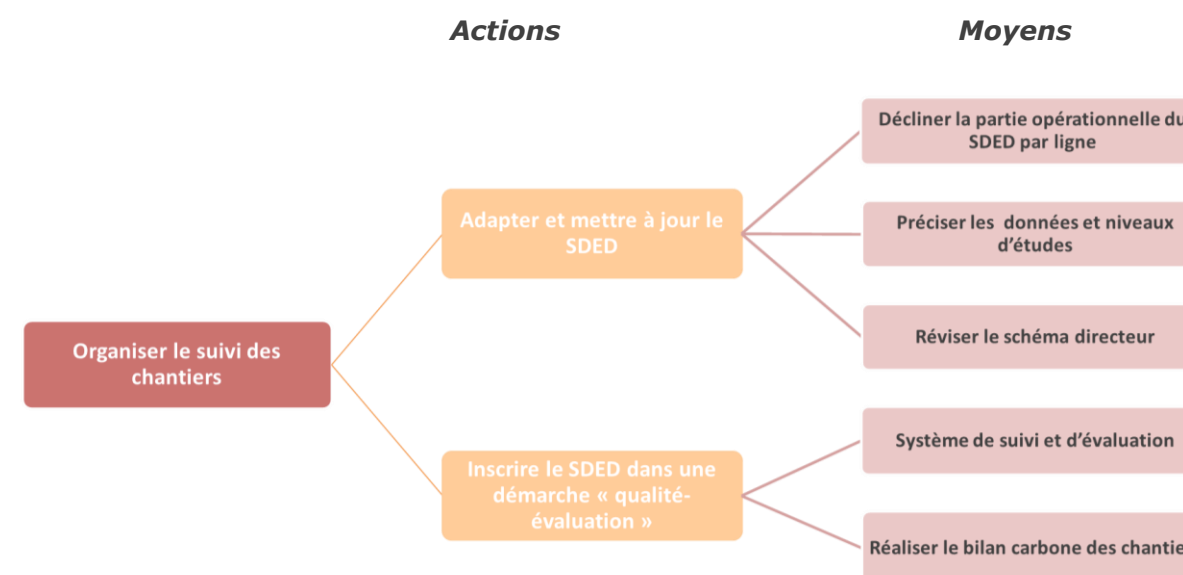 Actions
Moyens
Décliner la partie opérationnelle du
SDED par ligne
Adapter et mettre à jour le
SDED
Préciser les données et niveaux
d'études
Réviser le schéma directeur
Organiser le suivi des
chantiers
Système de suivi et d'évaluation
Inscrire le SDED dans une
démarche « qualité-
évaluation »
Réaliser le bilan carbone des